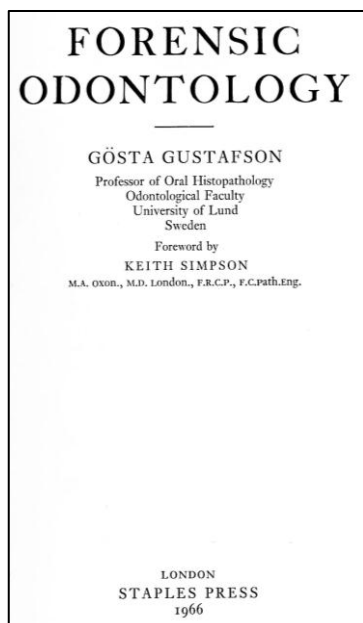 FORENSIC
ODONTOLOGY
GÖSTA GUSTAFSON
Professor of Oral Histopathology
Odontological Faculty
University of Lund
Sweden
Foreword by
KEITH SIMPSON
M.A. Oxon., M.D. London., F.R.C.P., F.C.Path.Eng.
LONDON
STAPLES PRESS
1966